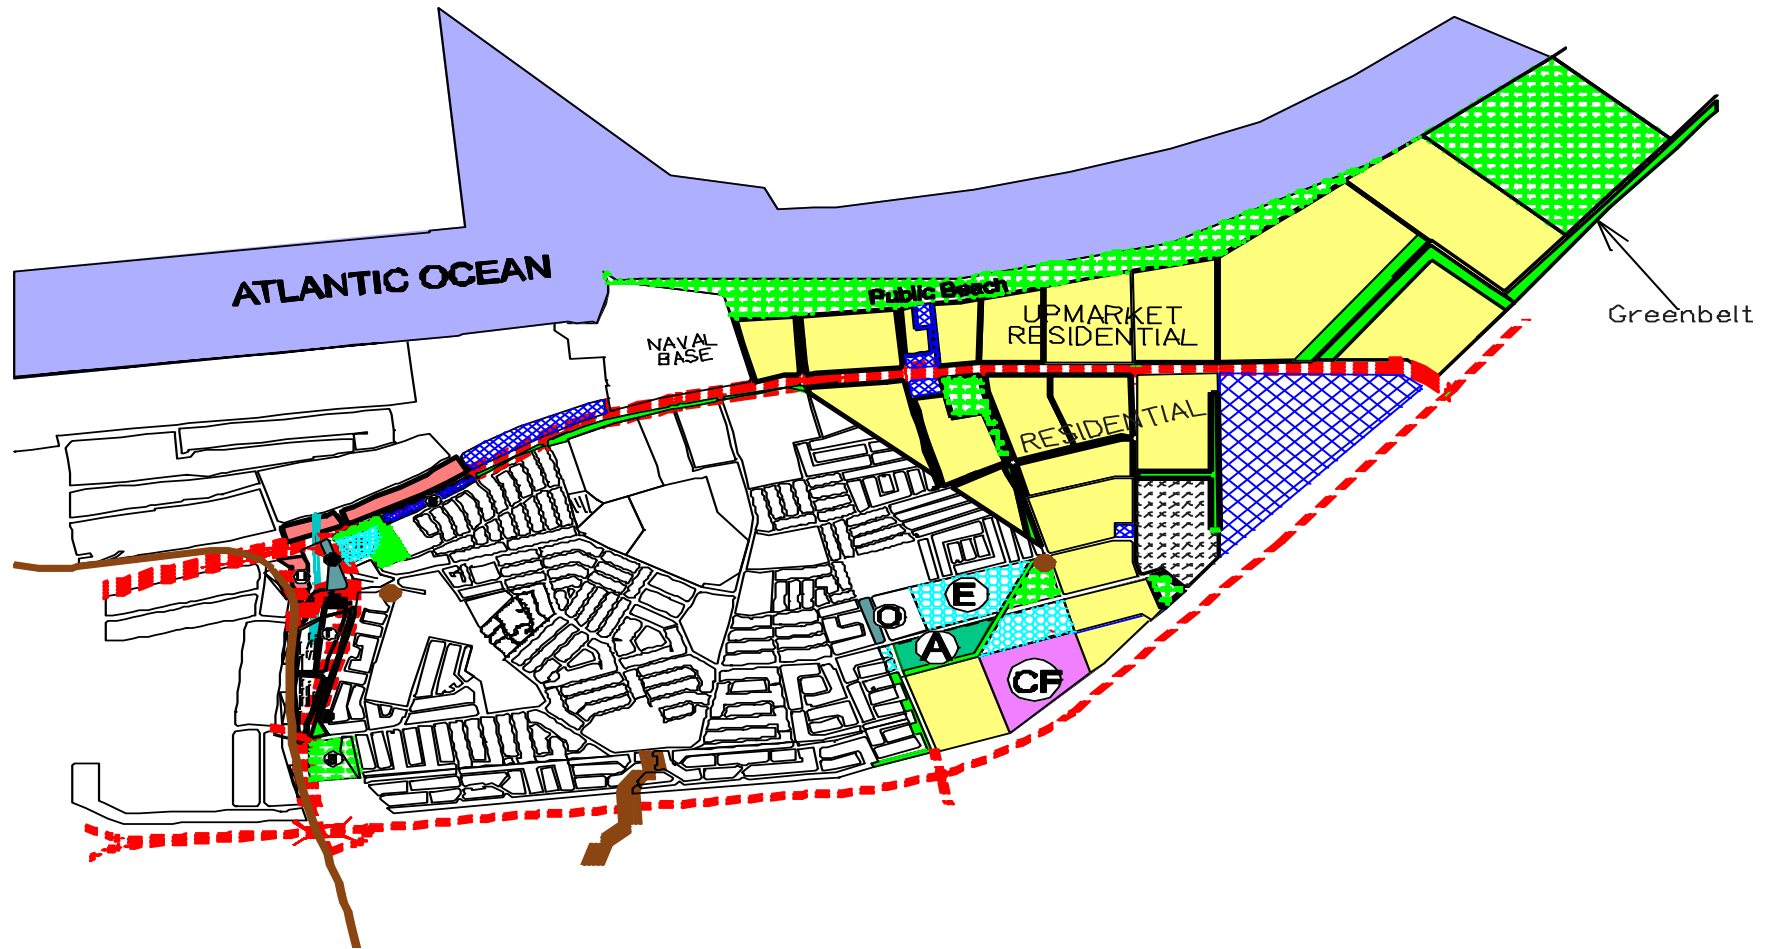 ATLANTIC OCEAN
Public Beach
UPMARKET
RESIDENTIAL
Greenbelt
NAVAL
BASE
RESIDENTIAL
E
O
A
CF